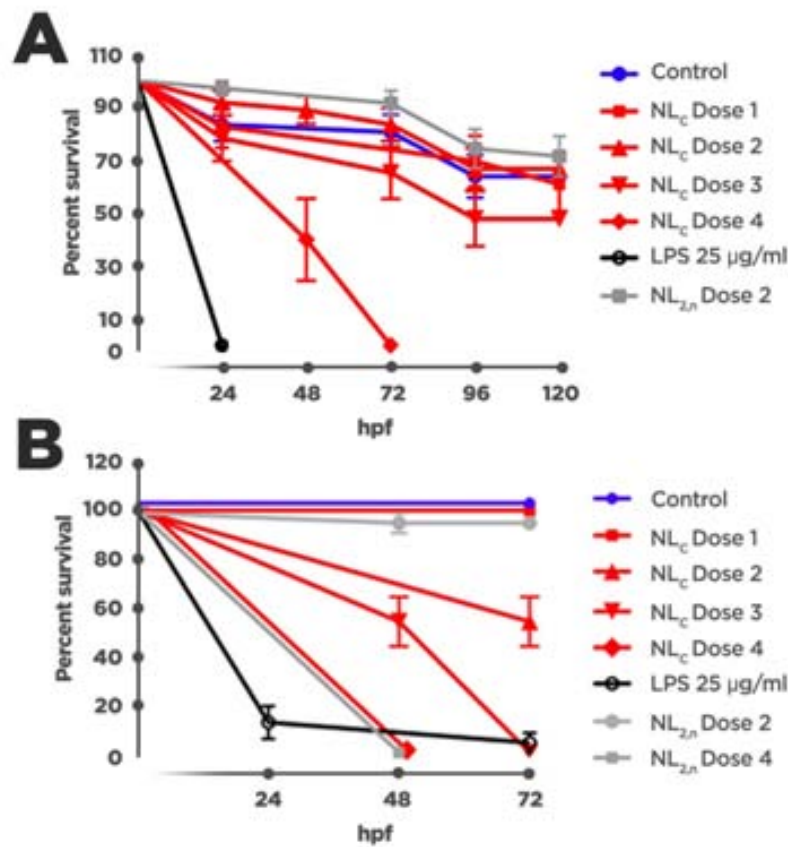 A
110
90
70
50
30
10
0
Percent survival
24 48 72 96 120
hpf
Control
NLc Dose 1
NLc Dose 2
NLc Dose 3
NLc Dose 4
LPS 25 µg/ml
NL2,n Dose 2
B
120
100
80
60
40
20
0
Percent survival
24 48 72
hpf
Control
NLc Dose 1
NLc Dose 2
NLc Dose 3
NLc Dose 4
LPS 25 µg/ml
NL2,n Dose 2
NL2,n Dose 4